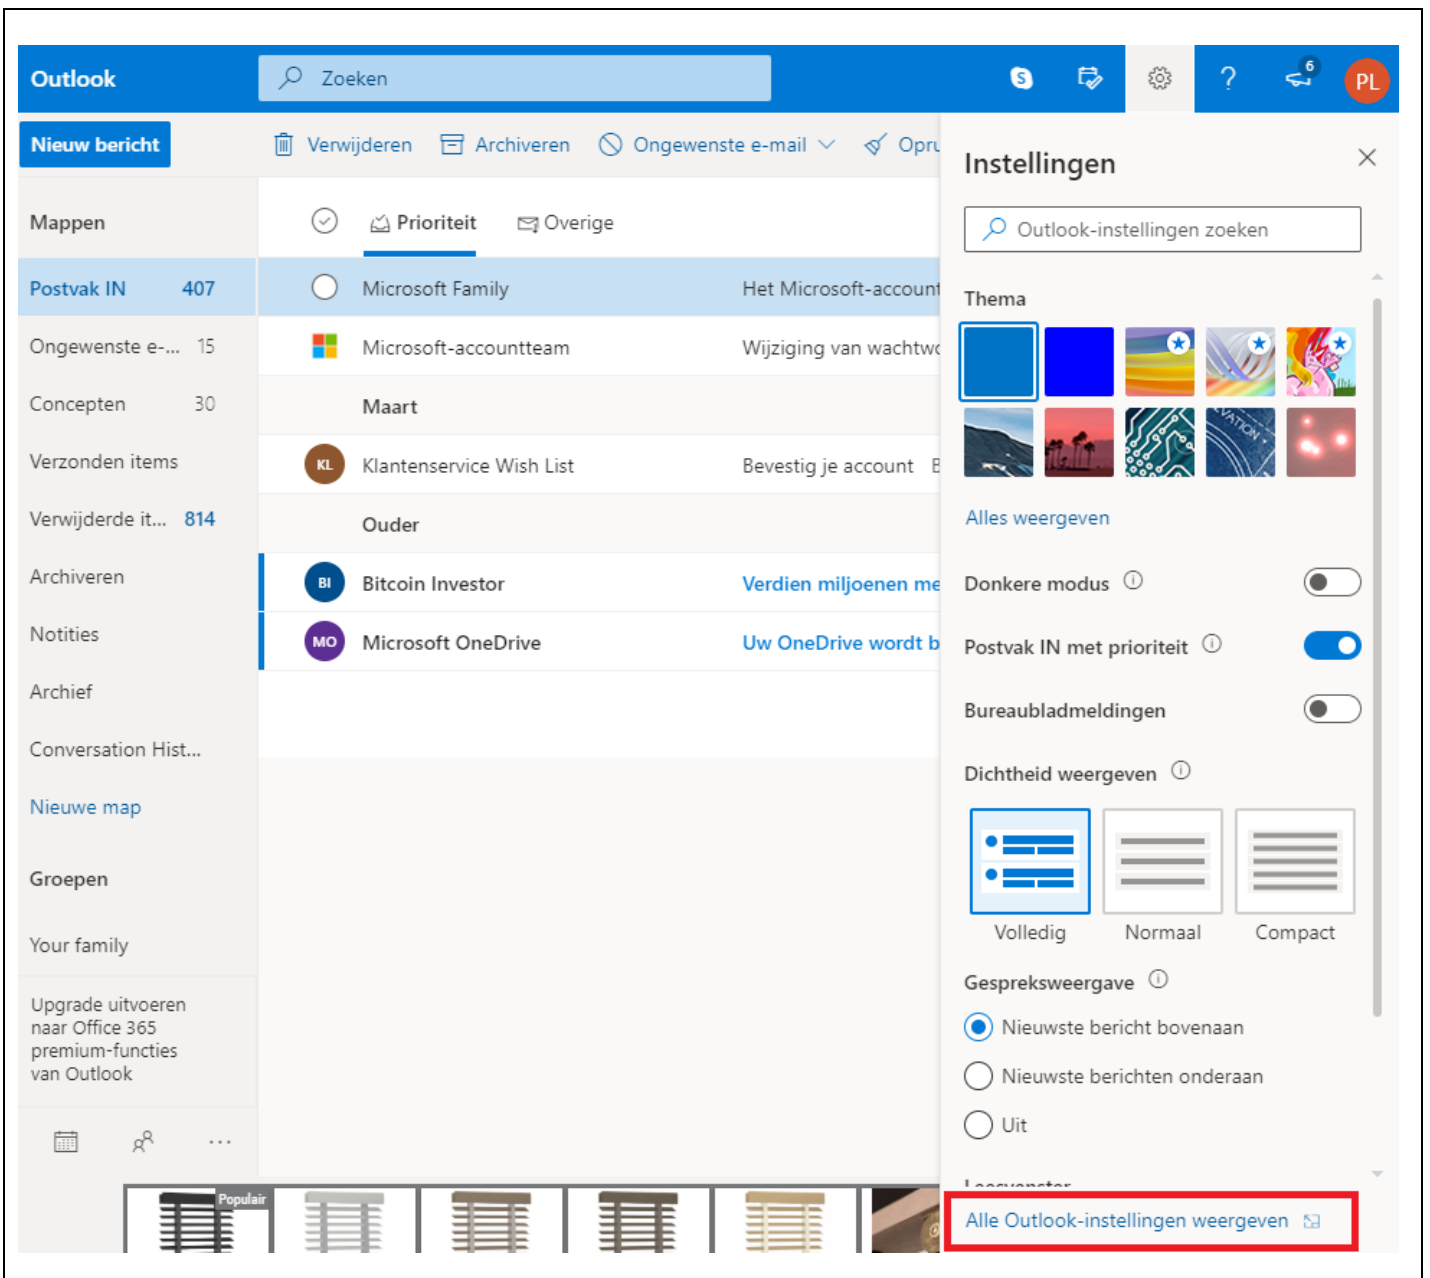 Outlook
Zoeken
S
?
6
PL
Nieuw bericht
Verwijderen
Archiveren
Ongewenste e-mail
Opru
Mappen
Postvak IN 407
Ongewenste e-... 15
Concepten 30
Verzonden items
Verwijderde it... 814
Archiveren
Notities
Archief
Conversation Hist...
Nieuwe map
Groepen
Your family
Upgrade uitvoeren
naar Office 365
premium-functies
van Outlook
...
Prioriteit
Overige
Microsoft Family Het Microsoft-account
Microsoft-accountteam Wijziging van wachtwo
Maart
KL Klantenservice Wish List Bevestig je account B
Ouder
BI Bitcoin Investor Verdien miljoenen me
MO Microsoft OneDrive Uw OneDrive wordt b
Populair
Instellingen
Outlook-instellingen zoeken
Thema
Alles weergeven
Donkere modus
Postvak IN met prioriteit
Bureaubladmeldingen
Dichtheid weergeven
Volledig Normaal Compact
Gespreksweergave
Nieuwste bericht bovenaan
Nieuwste berichten onderaan
Uit
Leesvenster
Alle Outlook-instellingen weergeven